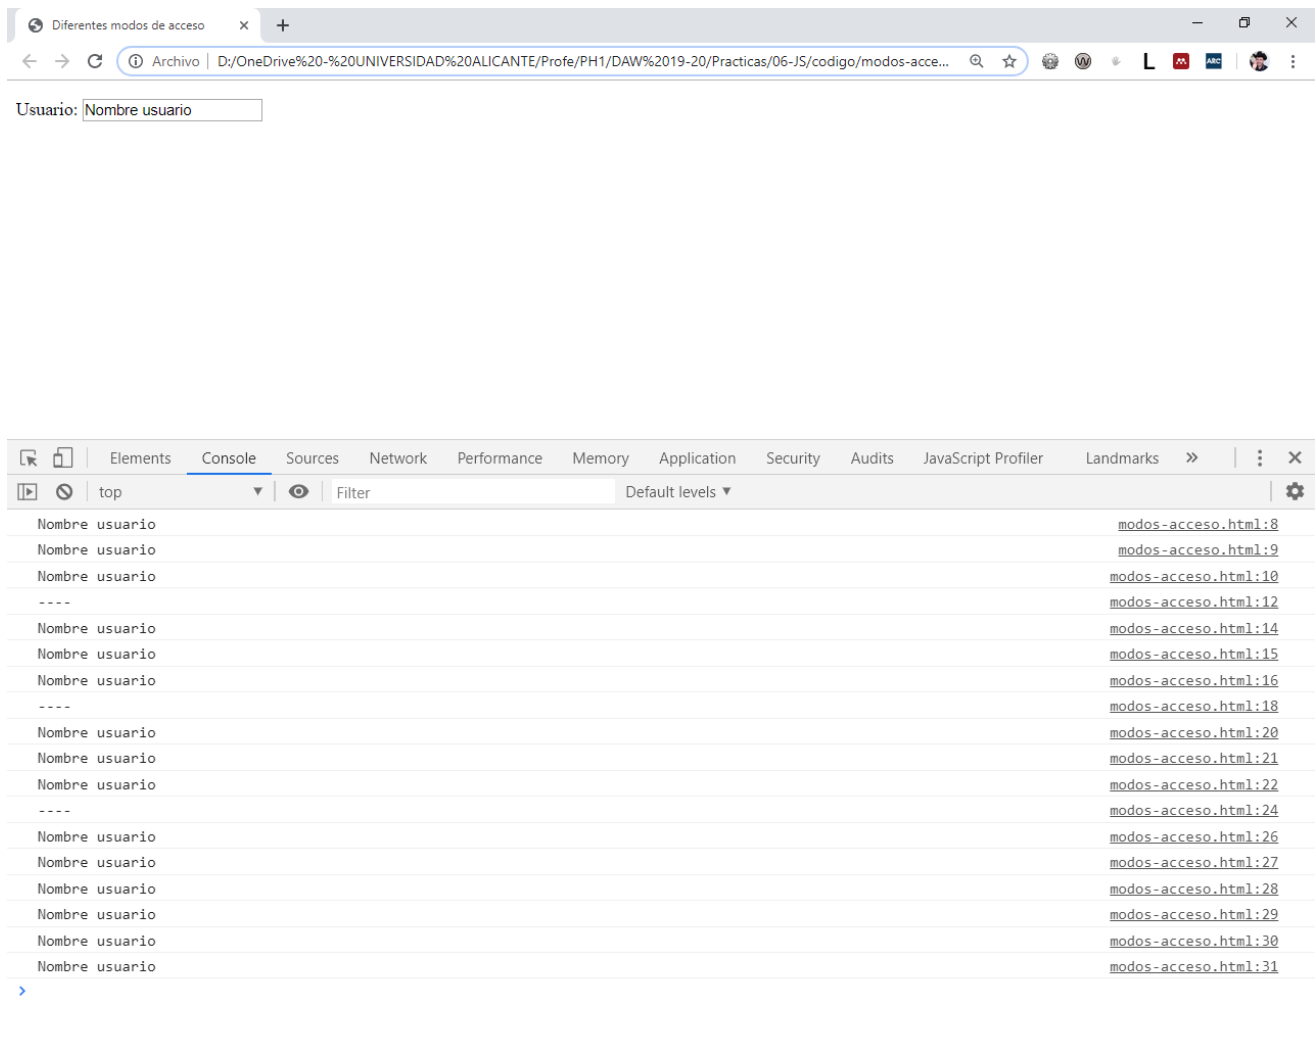 Diferentes modos de acceso
Archivo D:/OneDrive%20-%20UNIVERSIDAD%20ALICANTE/Profe/PH1/DAW%2019-20/Practicas/06-JS/codigo/modos-acce... L ARC
Usuario: Nombre usuario
Elements Console Sources Network Performance Memory Application Security Audits JavaScript Profiler Landmarks »
top Filter Default levels
Nombre usuario modos-acceso.html:8
Nombre usuario modos-acceso.html:9
Nombre usuario modos-acceso.html:10
---- modos-acceso.html:12
Nombre usuario modos-acceso.html:14
Nombre usuario modos-acceso.html:15
Nombre usuario modos-acceso.html:16
---- modos-acceso.html:18
Nombre usuario modos-acceso.html:20
Nombre usuario modos-acceso.html:21
Nombre usuario modos-acceso.html:22
---- modos-acceso.html:24
Nombre usuario modos-acceso.html:26
Nombre usuario modos-acceso.html:27
Nombre usuario modos-acceso.html:28
Nombre usuario modos-acceso.html:29
Nombre usuario modos-acceso.html:30
Nombre usuario modos-acceso.html:31